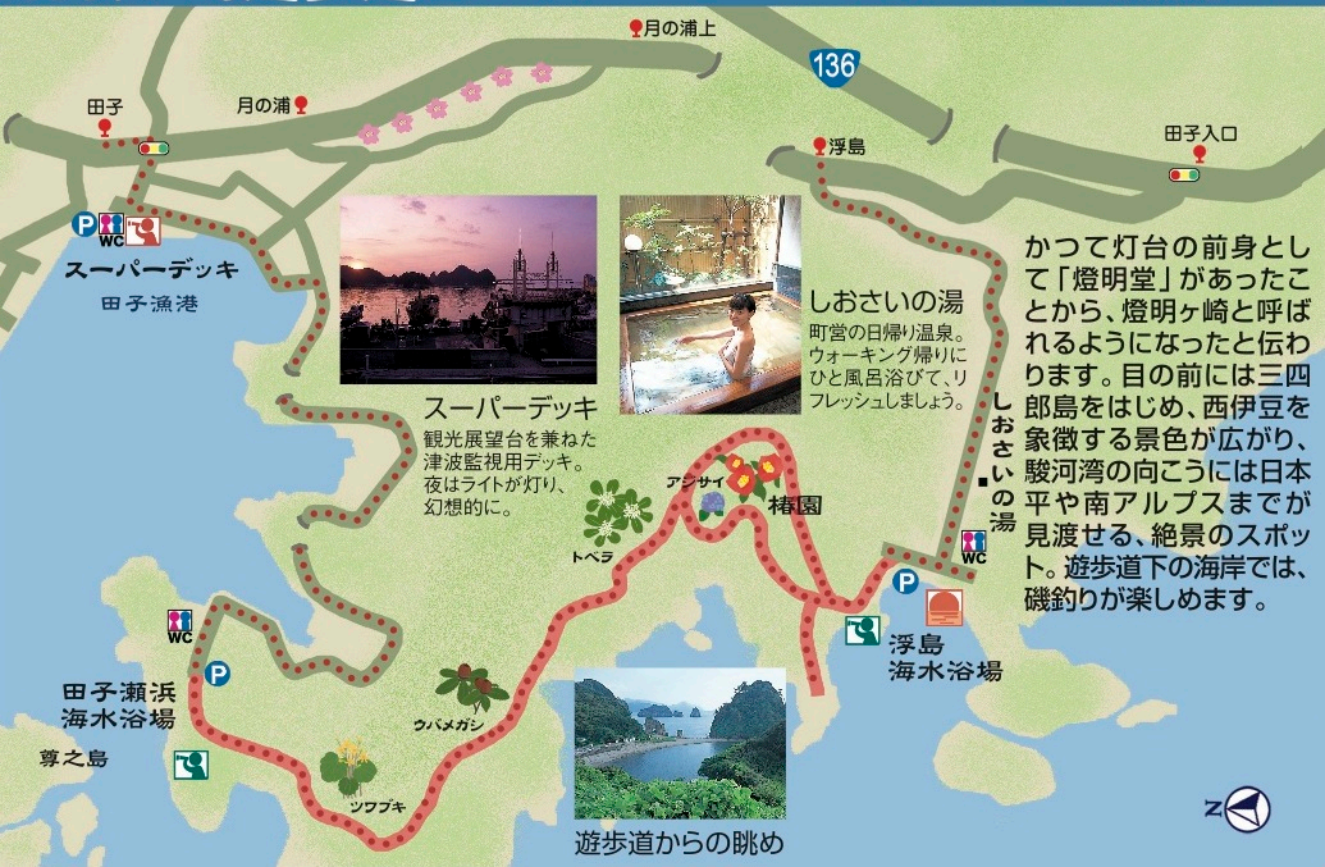 月の浦上
136
田子
月の浦
浮島
田子入口
P
WC
スーパーデッキ
田子漁港
スーパーデッキ
観光展望台を兼ねた
津波監視用デッキ。
夜はライトが灯り、
幻想的に。
しおさいの湯
町営の日帰り温泉。
ウォーキング帰りに
ひと風呂浴びて、リ
フレッシュしましょう。
かつて灯台の前身とし
て「燈明堂」があったこ
とから、燈明ヶ崎と呼ば
れるようになったと伝わ
ります。目の前には三四
郎島をはじめ、西伊豆を
象徴する景色が広がり、
駿河湾の向こうには日本
平や南アルプスまでが
見渡せる、絶景のスポッ
ト。遊歩道下の海岸では、
磯釣りが楽しめます。
しおさいの湯
アジサイ
椿園
トベラ
WC
P
浮島
海水浴場
WC
P
田子瀬浜
海水浴場
尊之島
ウバメガシ
ツワブキ
遊歩道からの眺め
N